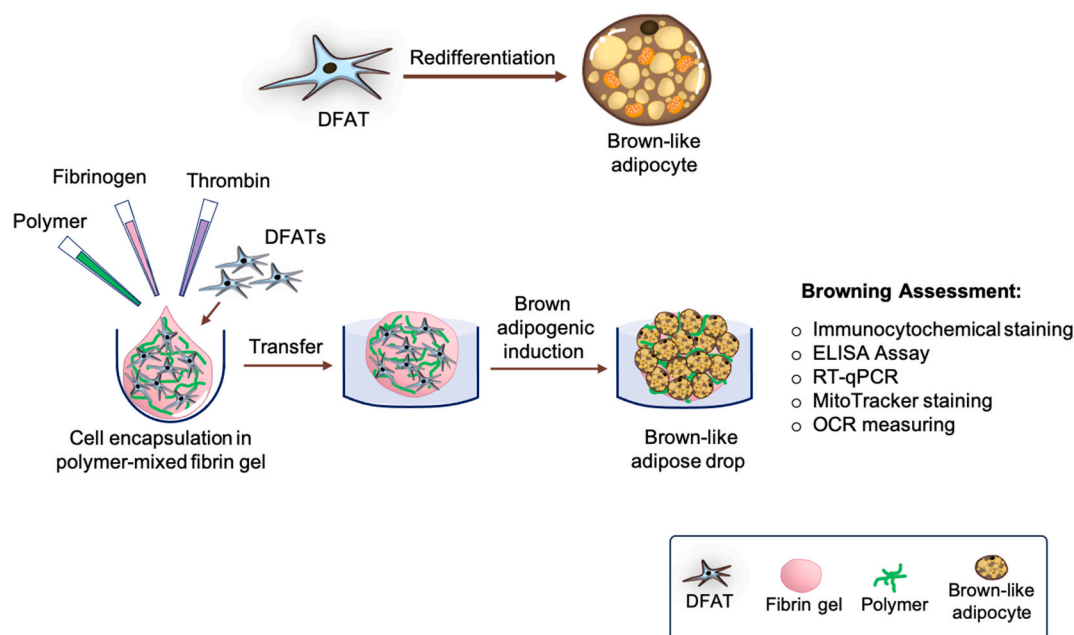 Redifferentiation
DFAT
Brown-like
adipocyte
Fibrinogen
Thrombin
Polymer
DFATs
Transfer
Brown
adipogenic
induction
Cell encapsulation in
polymer-mixed fibrin gel
Brown-like
adipose drop
Browning Assessment:
Immunocytochemical staining
ELISA Assay
RT-qPCR
MitoTracker staining
OCR measuring
DFAT
Fibrin gel
Polymer
Brown-like
adipocyte